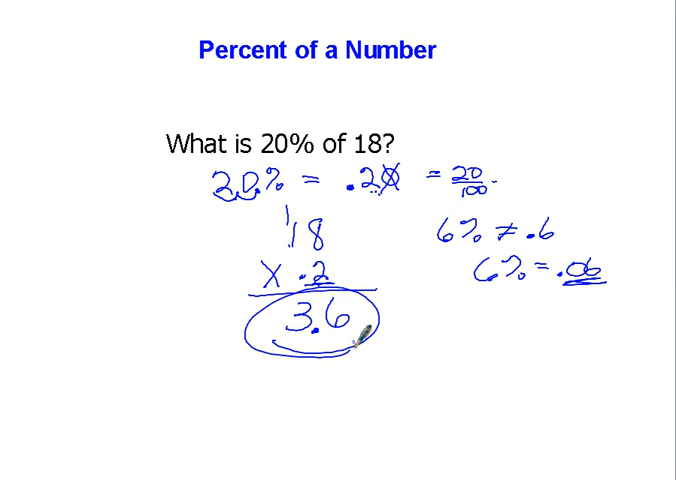 Percent of a Number
What is 20% of 18?
20.% = .20 = 20/100
1
18
6% ≠ .6
x .2
6% = .06
3.6